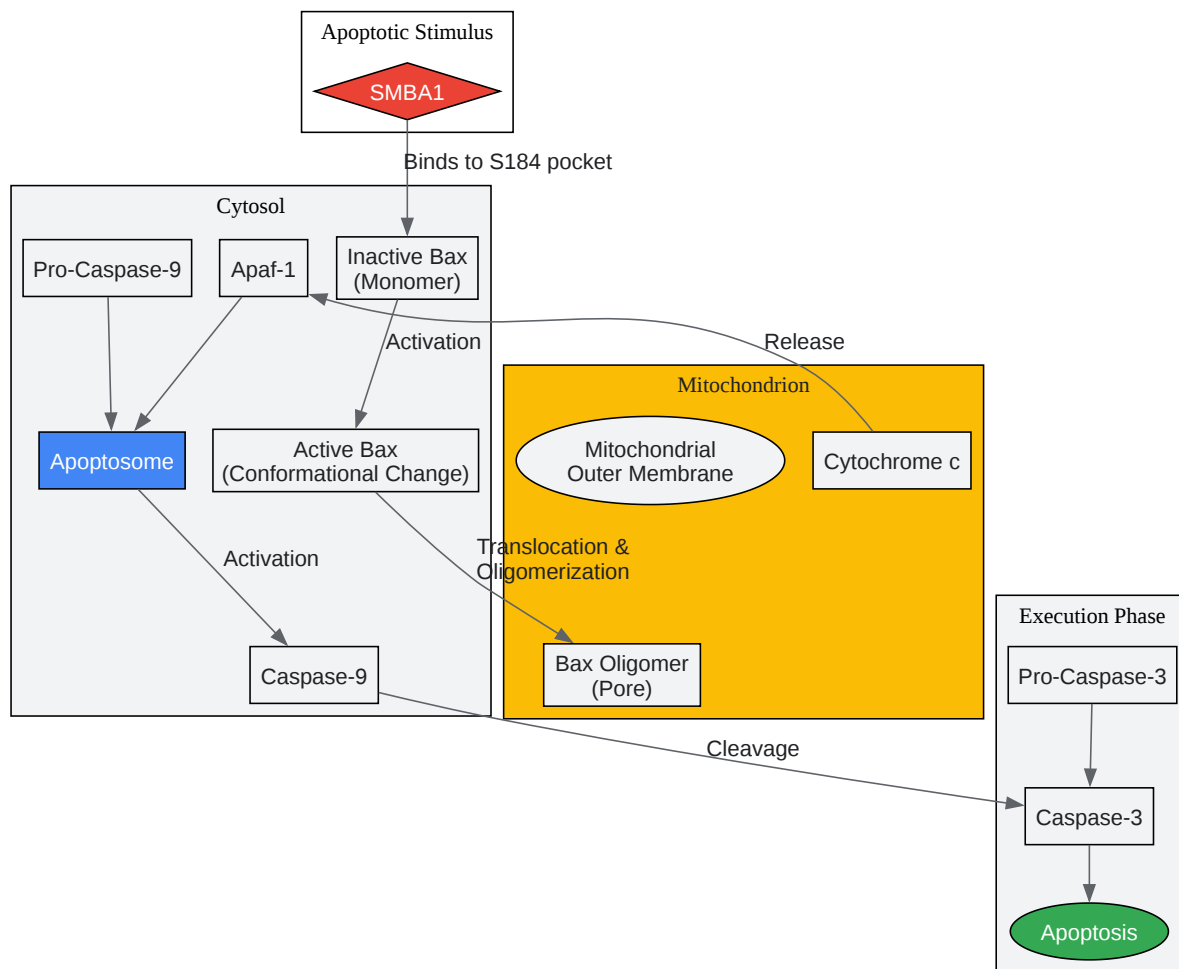 Apoptotic Stimulus
SMBA1
Binds to S184 pocket
Cytosol
Pro-Caspase-9
Apaf-1
Inactive Bax
(Monomer)
Activation
Release
Mitochondrion
Apoptosome
Active Bax
(Conformational Change)
Mitochondrial
Outer Membrane
Cytochrome c
Activation
Translocation &
Oligomerization
Execution Phase
Caspase-9
Bax Oligomer
(Pore)
Pro-Caspase-3
Cleavage
Caspase-3
Apoptosis